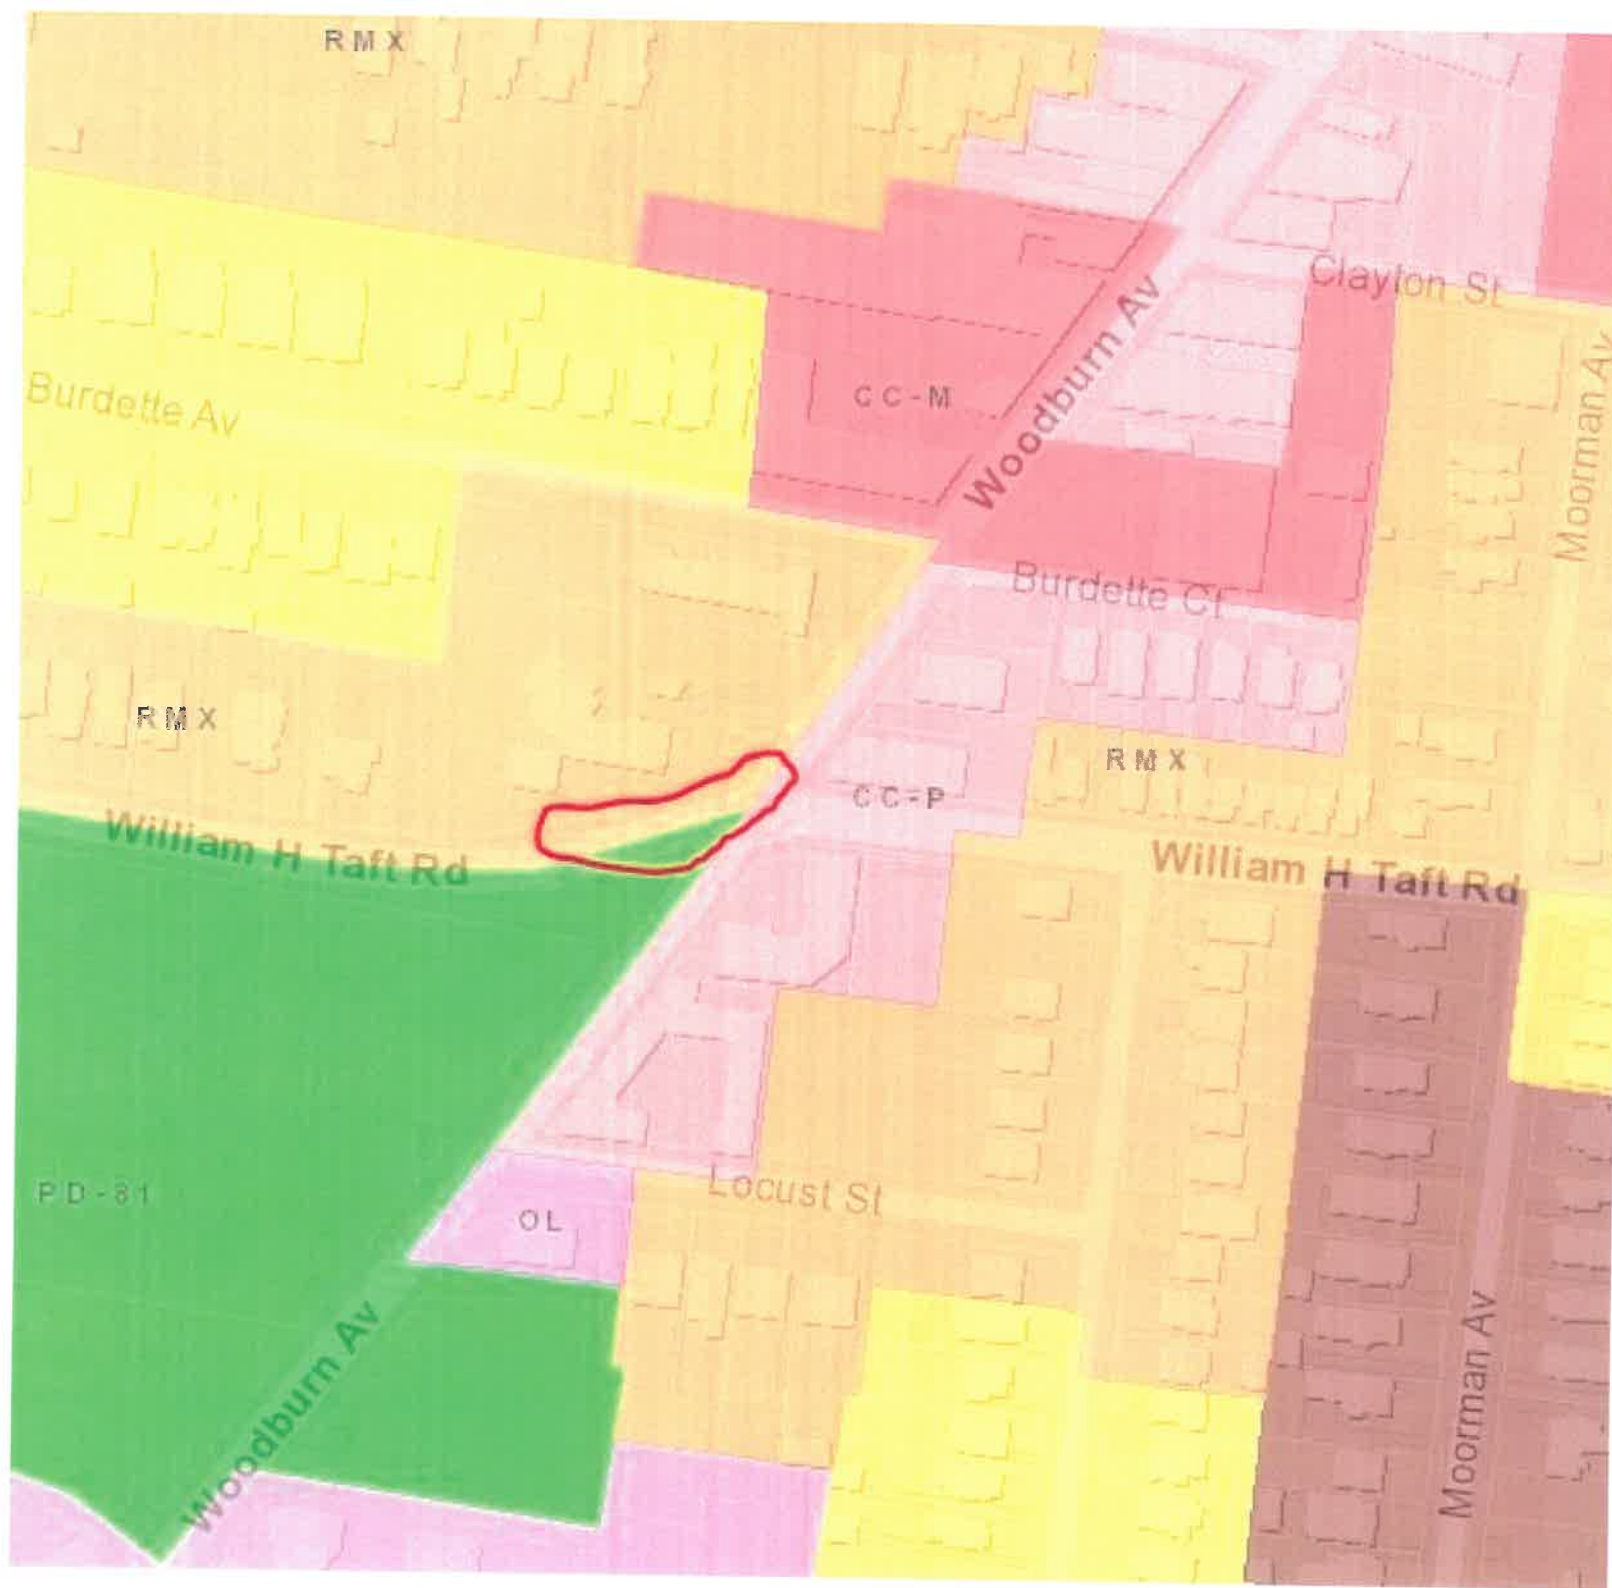 RMX
Clayton St
Woodburn Av
Moorman Av
Burdette Av
CC-M
Burdette Ct
RMX
RMX
CC-P
William H Taft Rd
William H Taft Rd
PD-81
Locust St
OL
Woodburn Av
Moorman Av